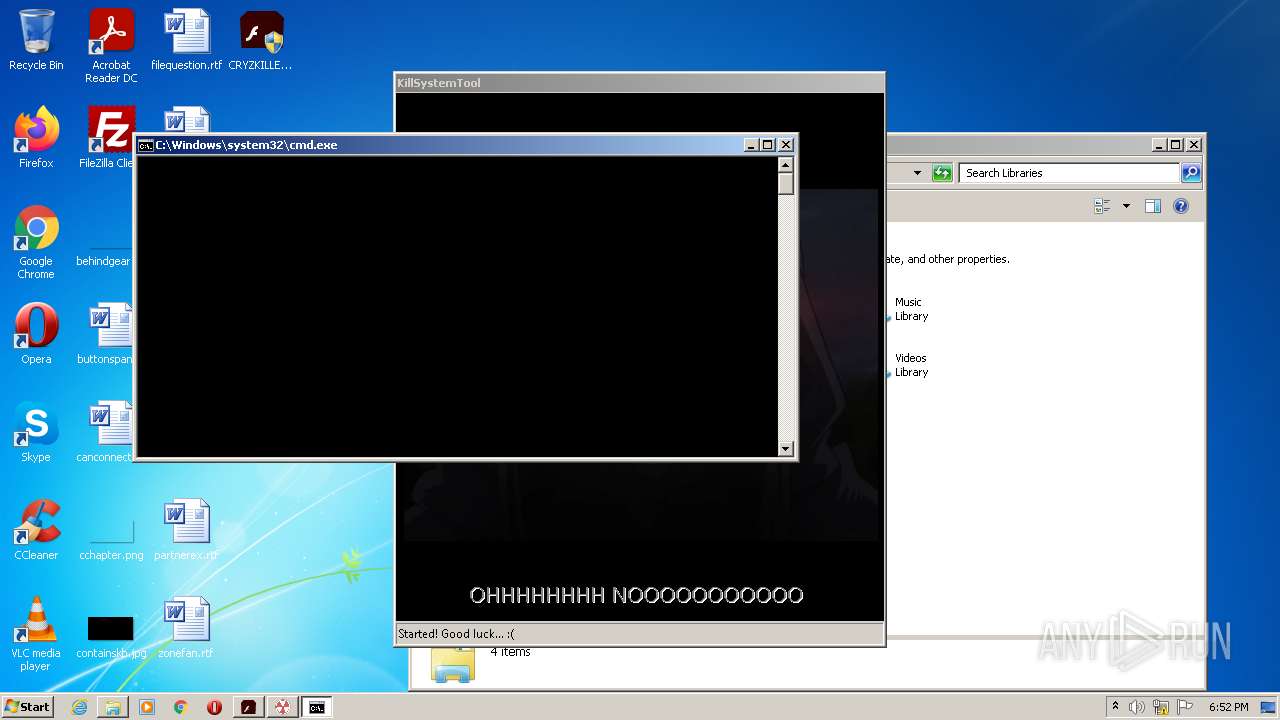 Recycle Bin
Acrobat
Reader DC
filequestion.rtf
CRYZKILLE...
Firefox
FileZilla Clie
Google
Chrome
behindgear
Opera
buttonspan
Skype
canconnect
CCleaner
cchapter.png
partnerex.rtf
VLC media
player
containskb.jpg
zonefan.rtf
KillSystemTool
C:\Windows\system32\cmd.exe
Search Libraries
ate, and other properties.
Music
Library
Videos
Library
OHHHHHHHH NOOOOOOOOOOO
Started! Good luck... :(
4 items
ANY RUN
Start
6:52 PM